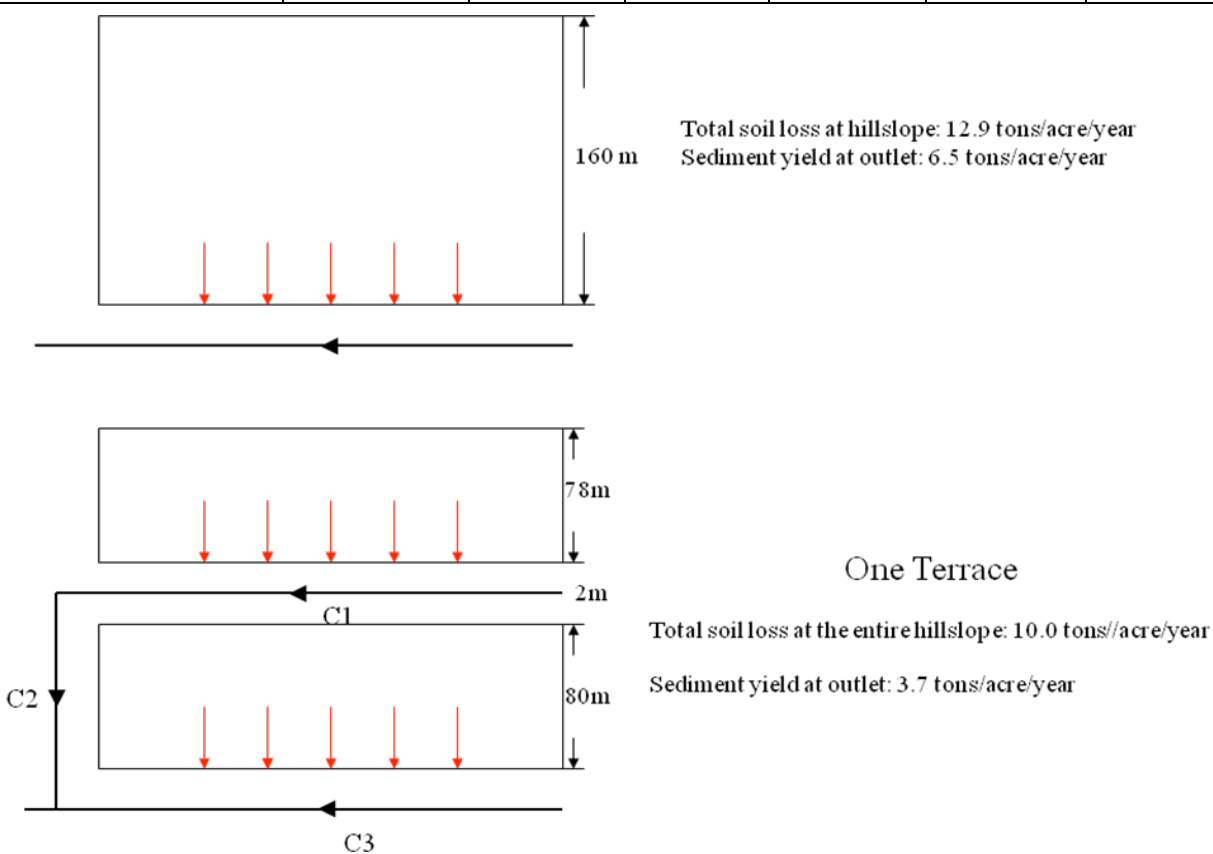 160 m
Total soil loss at hillslope: 12.9 tons/acre/year
Sediment yield at outlet: 6.5 tons/acre/year
78m
One Terrace
2m
C1
Total soil loss at the entire hillslope: 10.0 tons//acre/year
Sediment yield at outlet: 3.7 tons/acre/year
C2
80m
C3